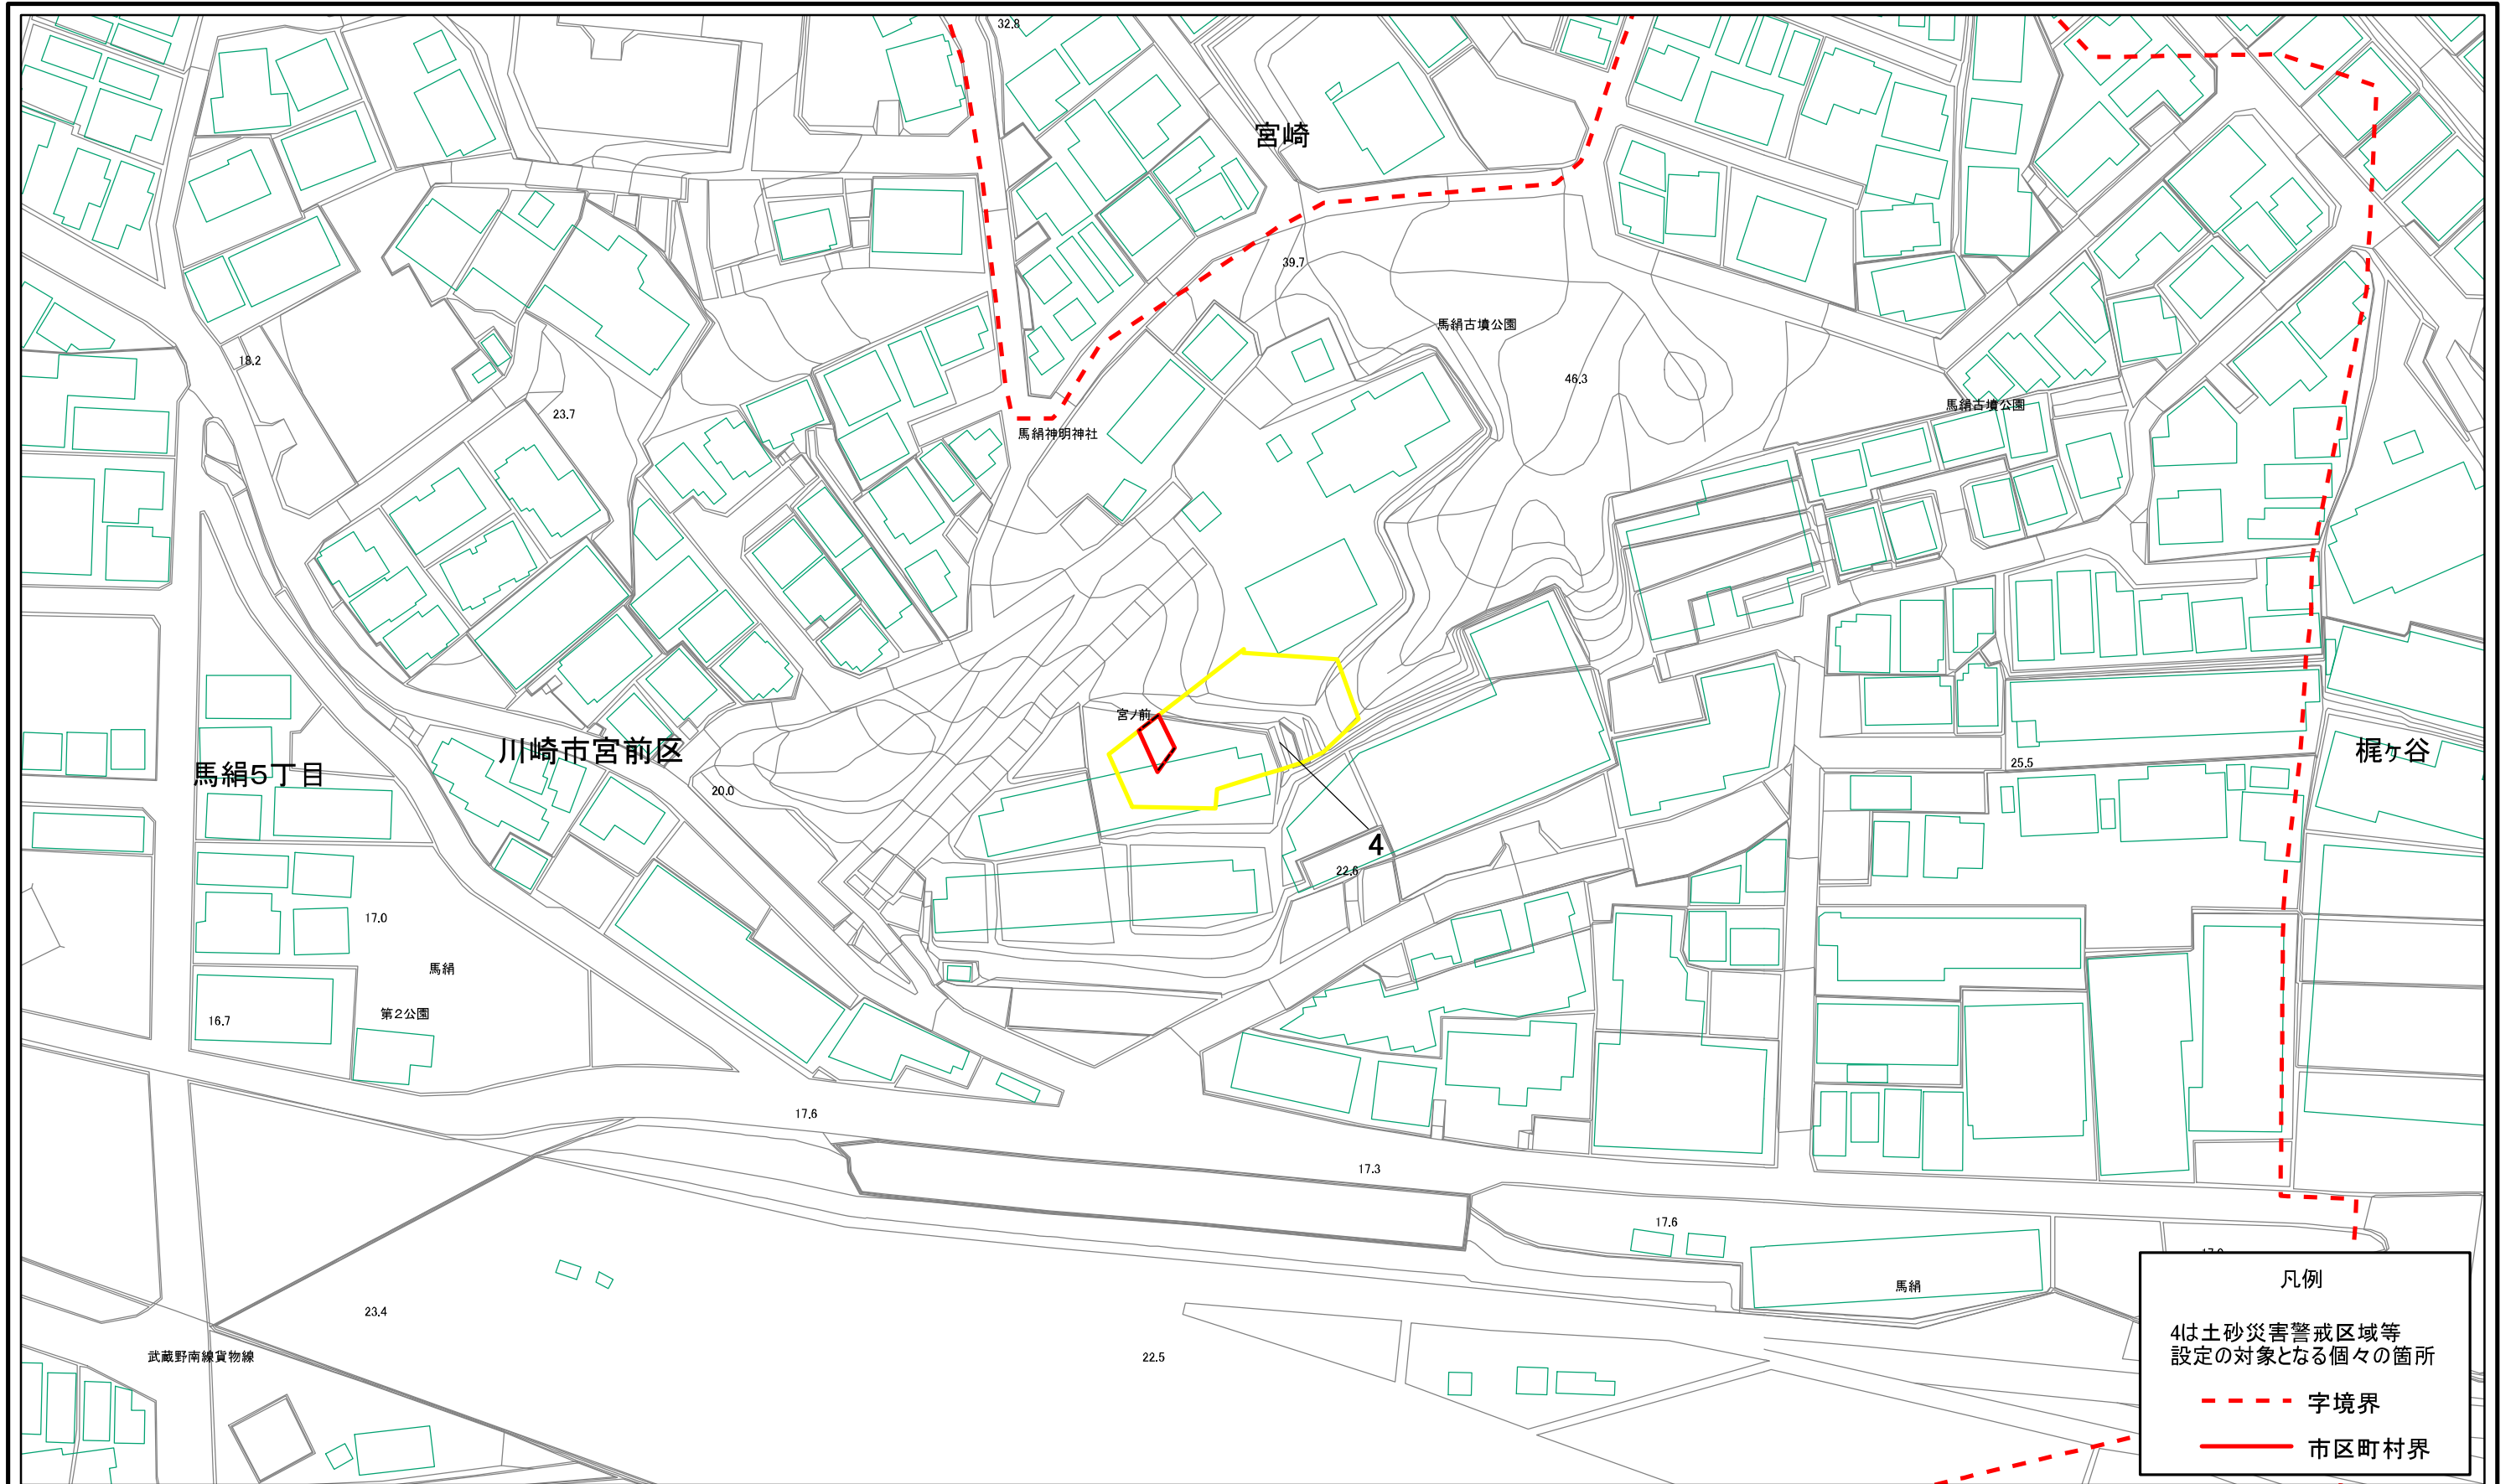 32.8
宮崎
39.7
馬絹古墳公園
18.2
46.3
馬絹古墳公園
23.7
馬絹神明神社
宮ノ前
川崎市宮前区
梶ヶ谷
馬絹5丁目
25.5
20.0
4
22.6
17.0
馬絹
第2公園
16.7
17.6
17.3
17.6
馬絹
23.4
武蔵野南線貨物線
22.5
凡例
4は土砂災害警戒区域等
設定の対象となる個々の箇所
字境界
市区町村界